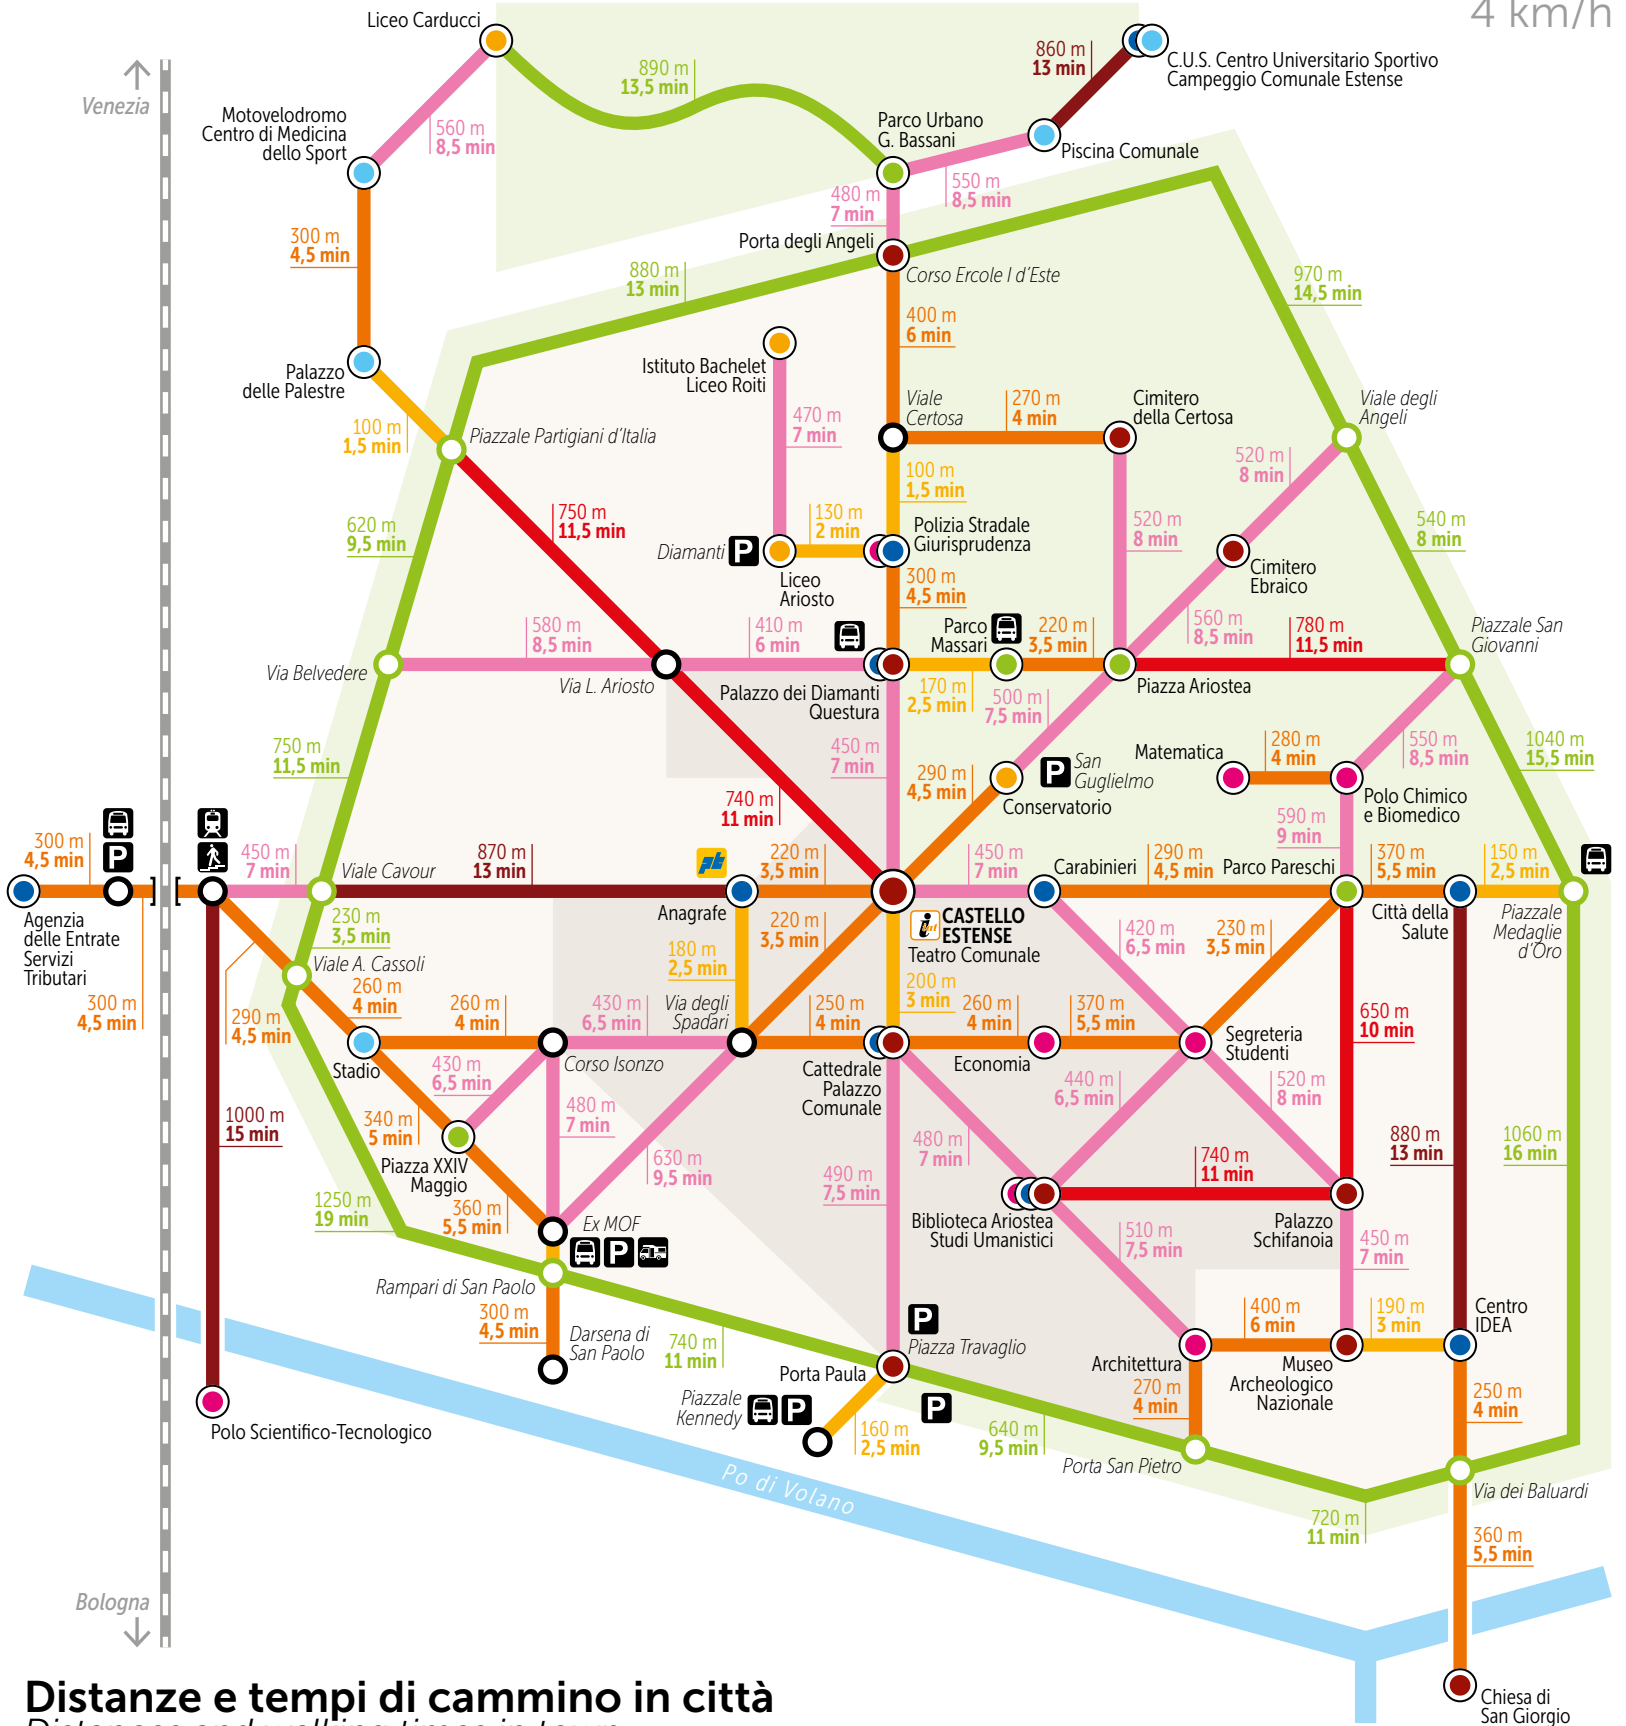 4 km/h
Liceo Carducci
860 m
13 min
C.U.S. Centro Universitario Sportivo
Campeggio Comunale Estense
890 m
13,5 min
Venezia
Motovelodromo
Centro di Medicina
dello Sport
560 m
8,5 min
Parco Urbano
G. Bassani
Piscina Comunale
480 m
7 min
550 m
8,5 min
300 m
4,5 min
Porta degli Angeli
Corso Ercole I d'Este
880 m
13 min
970 m
14,5 min
400 m
6 min
Palazzo
delle Palestre
Istituto Bachelet
Liceo Roiti
Viale
Certosa
270 m
4 min
Cimitero
della Certosa
Viale degli
Angeli
100 m
1,5 min
Piazzale Partigiani d'Italia
470 m
7 min
100 m
1,5 min
520 m
8 min
620 m
9,5 min
750 m
11,5 min
130 m
2 min
Polizia Stradale
Giurisprudenza
520 m
8 min
540 m
8 min
Diamanti
P
Liceo
Ariosto
300 m
4,5 min
Cimitero
Ebraico
580 m
8,5 min
410 m
6 min
Parco
Massari
220 m
3,5 min
560 m
8,5 min
780 m
11,5 min
Piazzale San
Giovanni
Via Belvedere
Via L. Ariosto
Palazzo dei Diamanti
Questura
170 m
2,5 min
500 m
7,5 min
Piazza Ariostea
750 m
11,5 min
450 m
7 min
290 m
4,5 min
P
San
Guglielmo
Conservatorio
Matematica
280 m
4 min
550 m
8,5 min
1040 m
15,5 min
740 m
11 min
Polo Chimico
e Biomedico
590 m
9 min
300 m
4,5 min
P
450 m
7 min
Viale Cavour
870 m
13 min
pt
220 m
3,5 min
450 m
7 min
Carabinieri
290 m
4,5 min
Parco Pareschi
370 m
5,5 min
150 m
2,5 min
Agenzia
delle Entrate
Servizi
Tributari
230 m
3,5 min
Anagrafe
220 m
3,5 min
CASTELLO
ESTENSE
Teatro Comunale
420 m
6,5 min
230 m
3,5 min
Città della
Salute
Piazzale
Medaglie
d'Oro
300 m
4,5 min
290 m
4,5 min
Viale A. Cassoli
260 m
4 min
260 m
4 min
430 m
6,5 min
180 m
2,5 min
Via degli
Spadari
250 m
4 min
200 m
3 min
260 m
4 min
370 m
5,5 min
650 m
10 min
Stadio
Corso Isonzo
Cattedrale
Palazzo
Comunale
Economia
Segreteria
Studenti
430 m
6,5 min
440 m
6,5 min
520 m
8 min
1000 m
15 min
340 m
5 min
480 m
7 min
480 m
7 min
880 m
13 min
1060 m
16 min
Piazza XXIV
Maggio
630 m
9,5 min
490 m
7,5 min
740 m
11 min
1250 m
19 min
360 m
5,5 min
Ex MOF
P
Biblioteca Ariostea
Studi Umanistici
510 m
7,5 min
Palazzo
Schifanoia
450 m
7 min
Rampari di San Paolo
300 m
4,5 min
Darsena di
San Paolo
740 m
11 min
P
Piazza Travaglio
400 m
6 min
190 m
3 min
Centro
IDEA
Porta Paula
Architettura
Museo
Archeologico
Nazionale
Piazzale
Kennedy
P
P
270 m
4 min
250 m
4 min
Polo Scientifico-Tecnologico
160 m
2,5 min
640 m
9,5 min
Porta San Pietro
Po di Volano
Via dei Baluardi
720 m
11 min
360 m
5,5 min
Bologna
Distanze e tempi di cammino in città
Distances and walking times in town
Chiesa di
San Giorgio